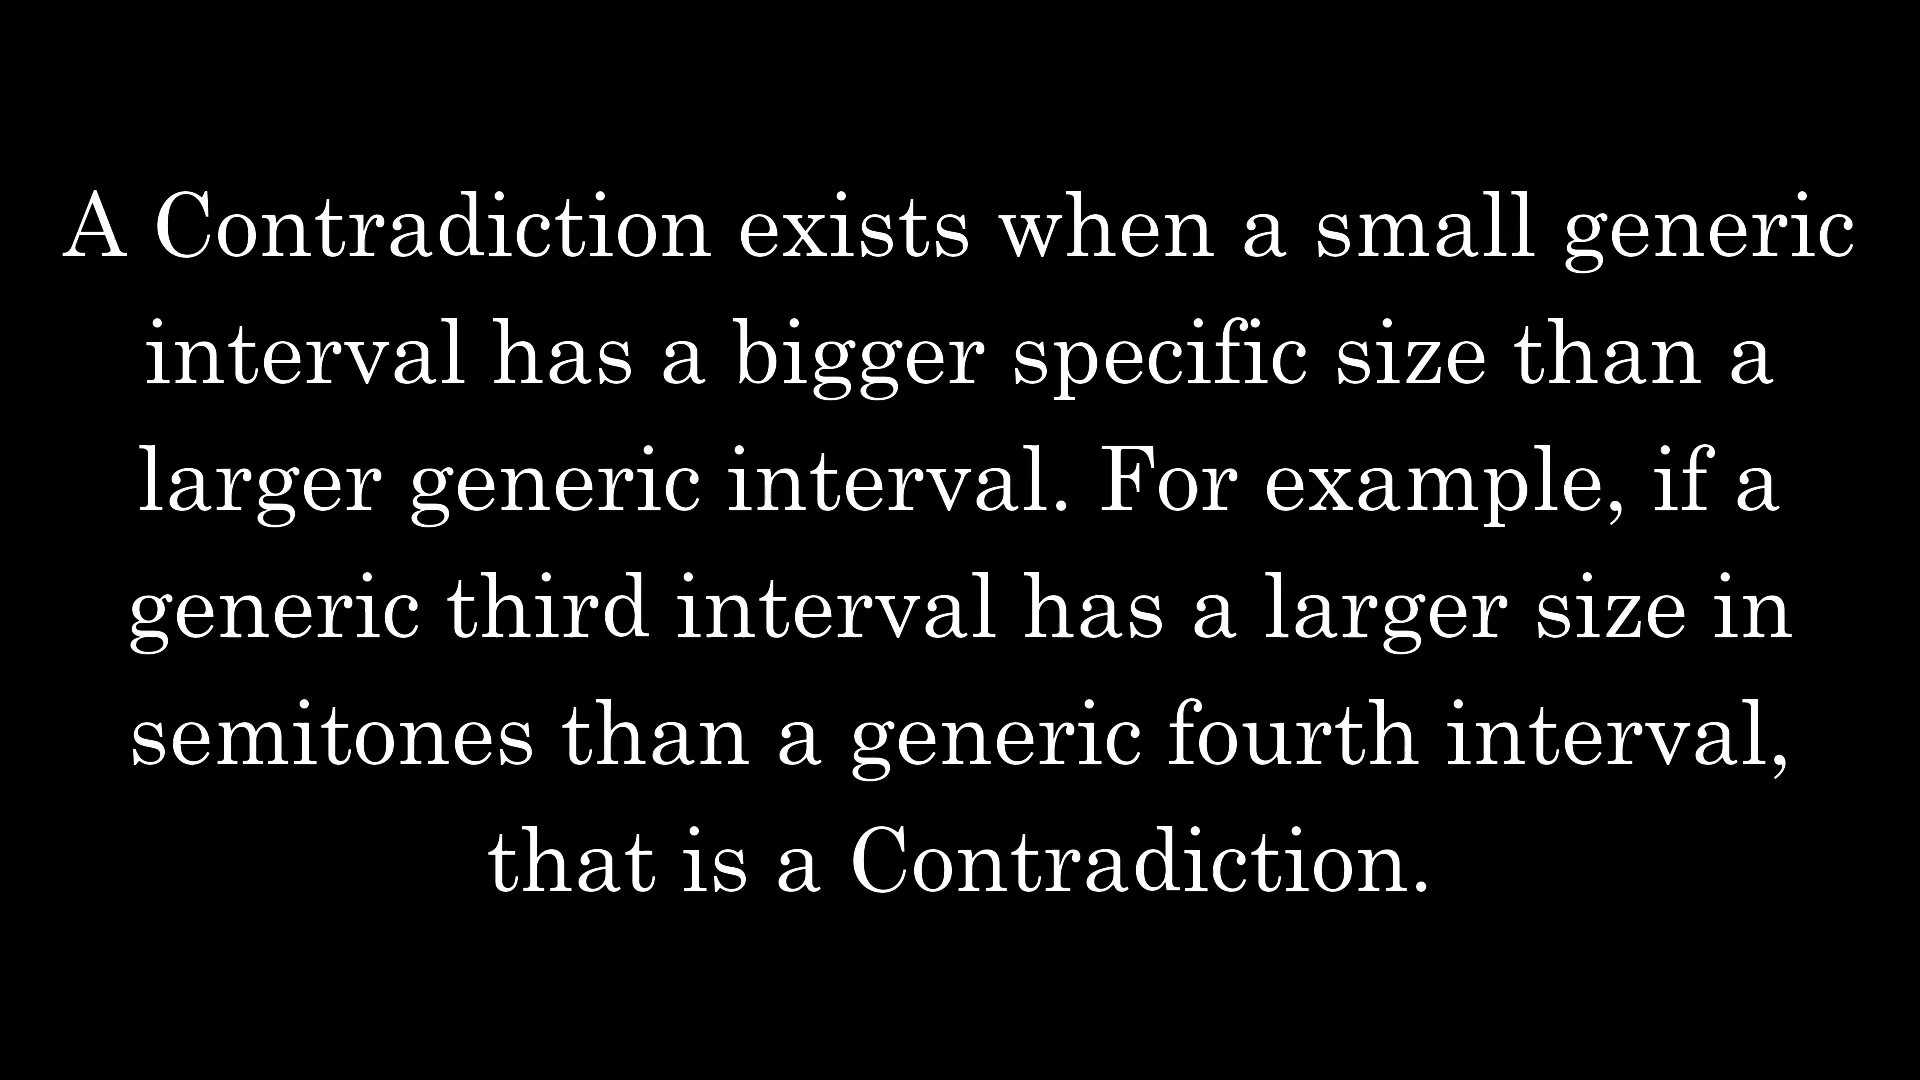 A Contradiction exists when a small generic
interval has a bigger specific size than a
larger generic interval. For example, if a
generic third interval has a larger size in
semitones than a generic fourth interval,
that is a Contradiction.